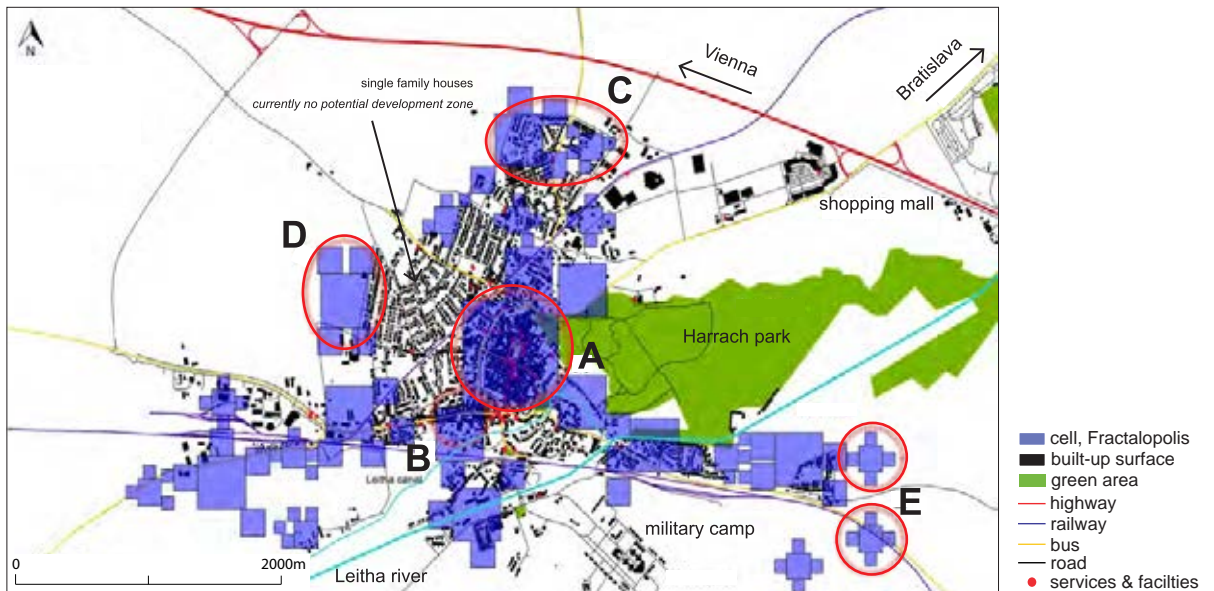 N
Vienna
Bratislava
single family houses
currently no potential development zone
C
shopping mall
D
Harrach park
A
B
Leitha canal
E
military camp
0
2000m
Leitha river
cell, Fractalopolis
built-up surface
green area
highway
railway
bus
road
services & facilties